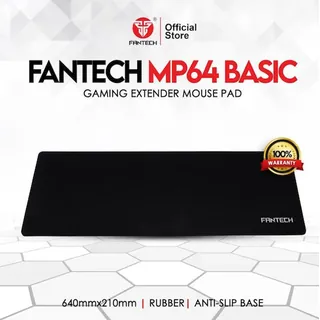 FANTECH
Official
Store
FANTECH MP64 BASIC
GAMING EXTENDER MOUSE PAD
100%
WARRANTY
FANTECH
640mmx210mm | RUBBER | ANTI-SLIP BASE